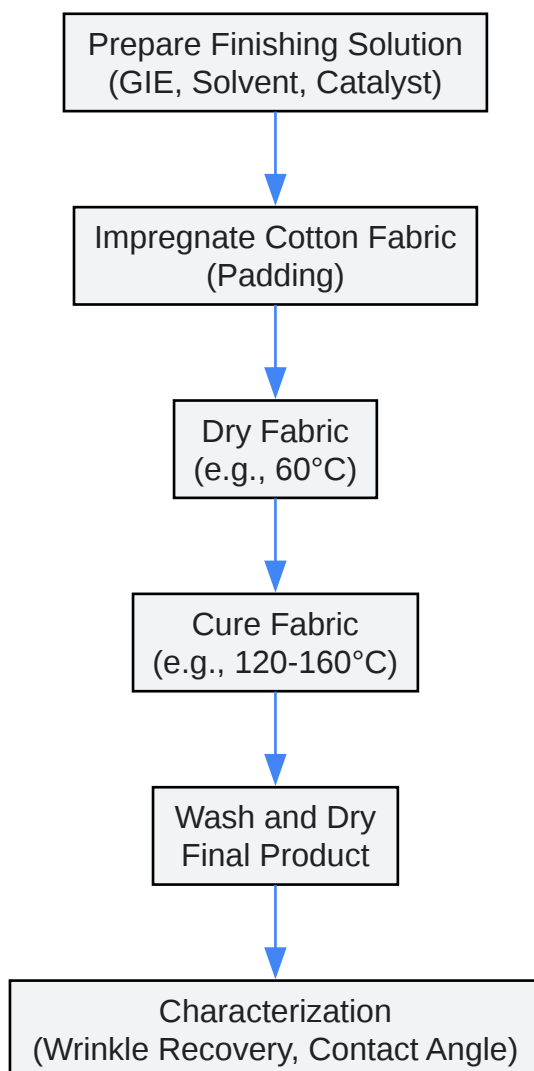 Prepare Finishing Solution
(GIE, Solvent, Catalyst)
Impregnate Cotton Fabric
(Padding)
Dry Fabric
(e.g., 60°C)
Cure Fabric
(e.g., 120-160°C)
Wash and Dry
Final Product
Characterization
(Wrinkle Recovery, Contact Angle)